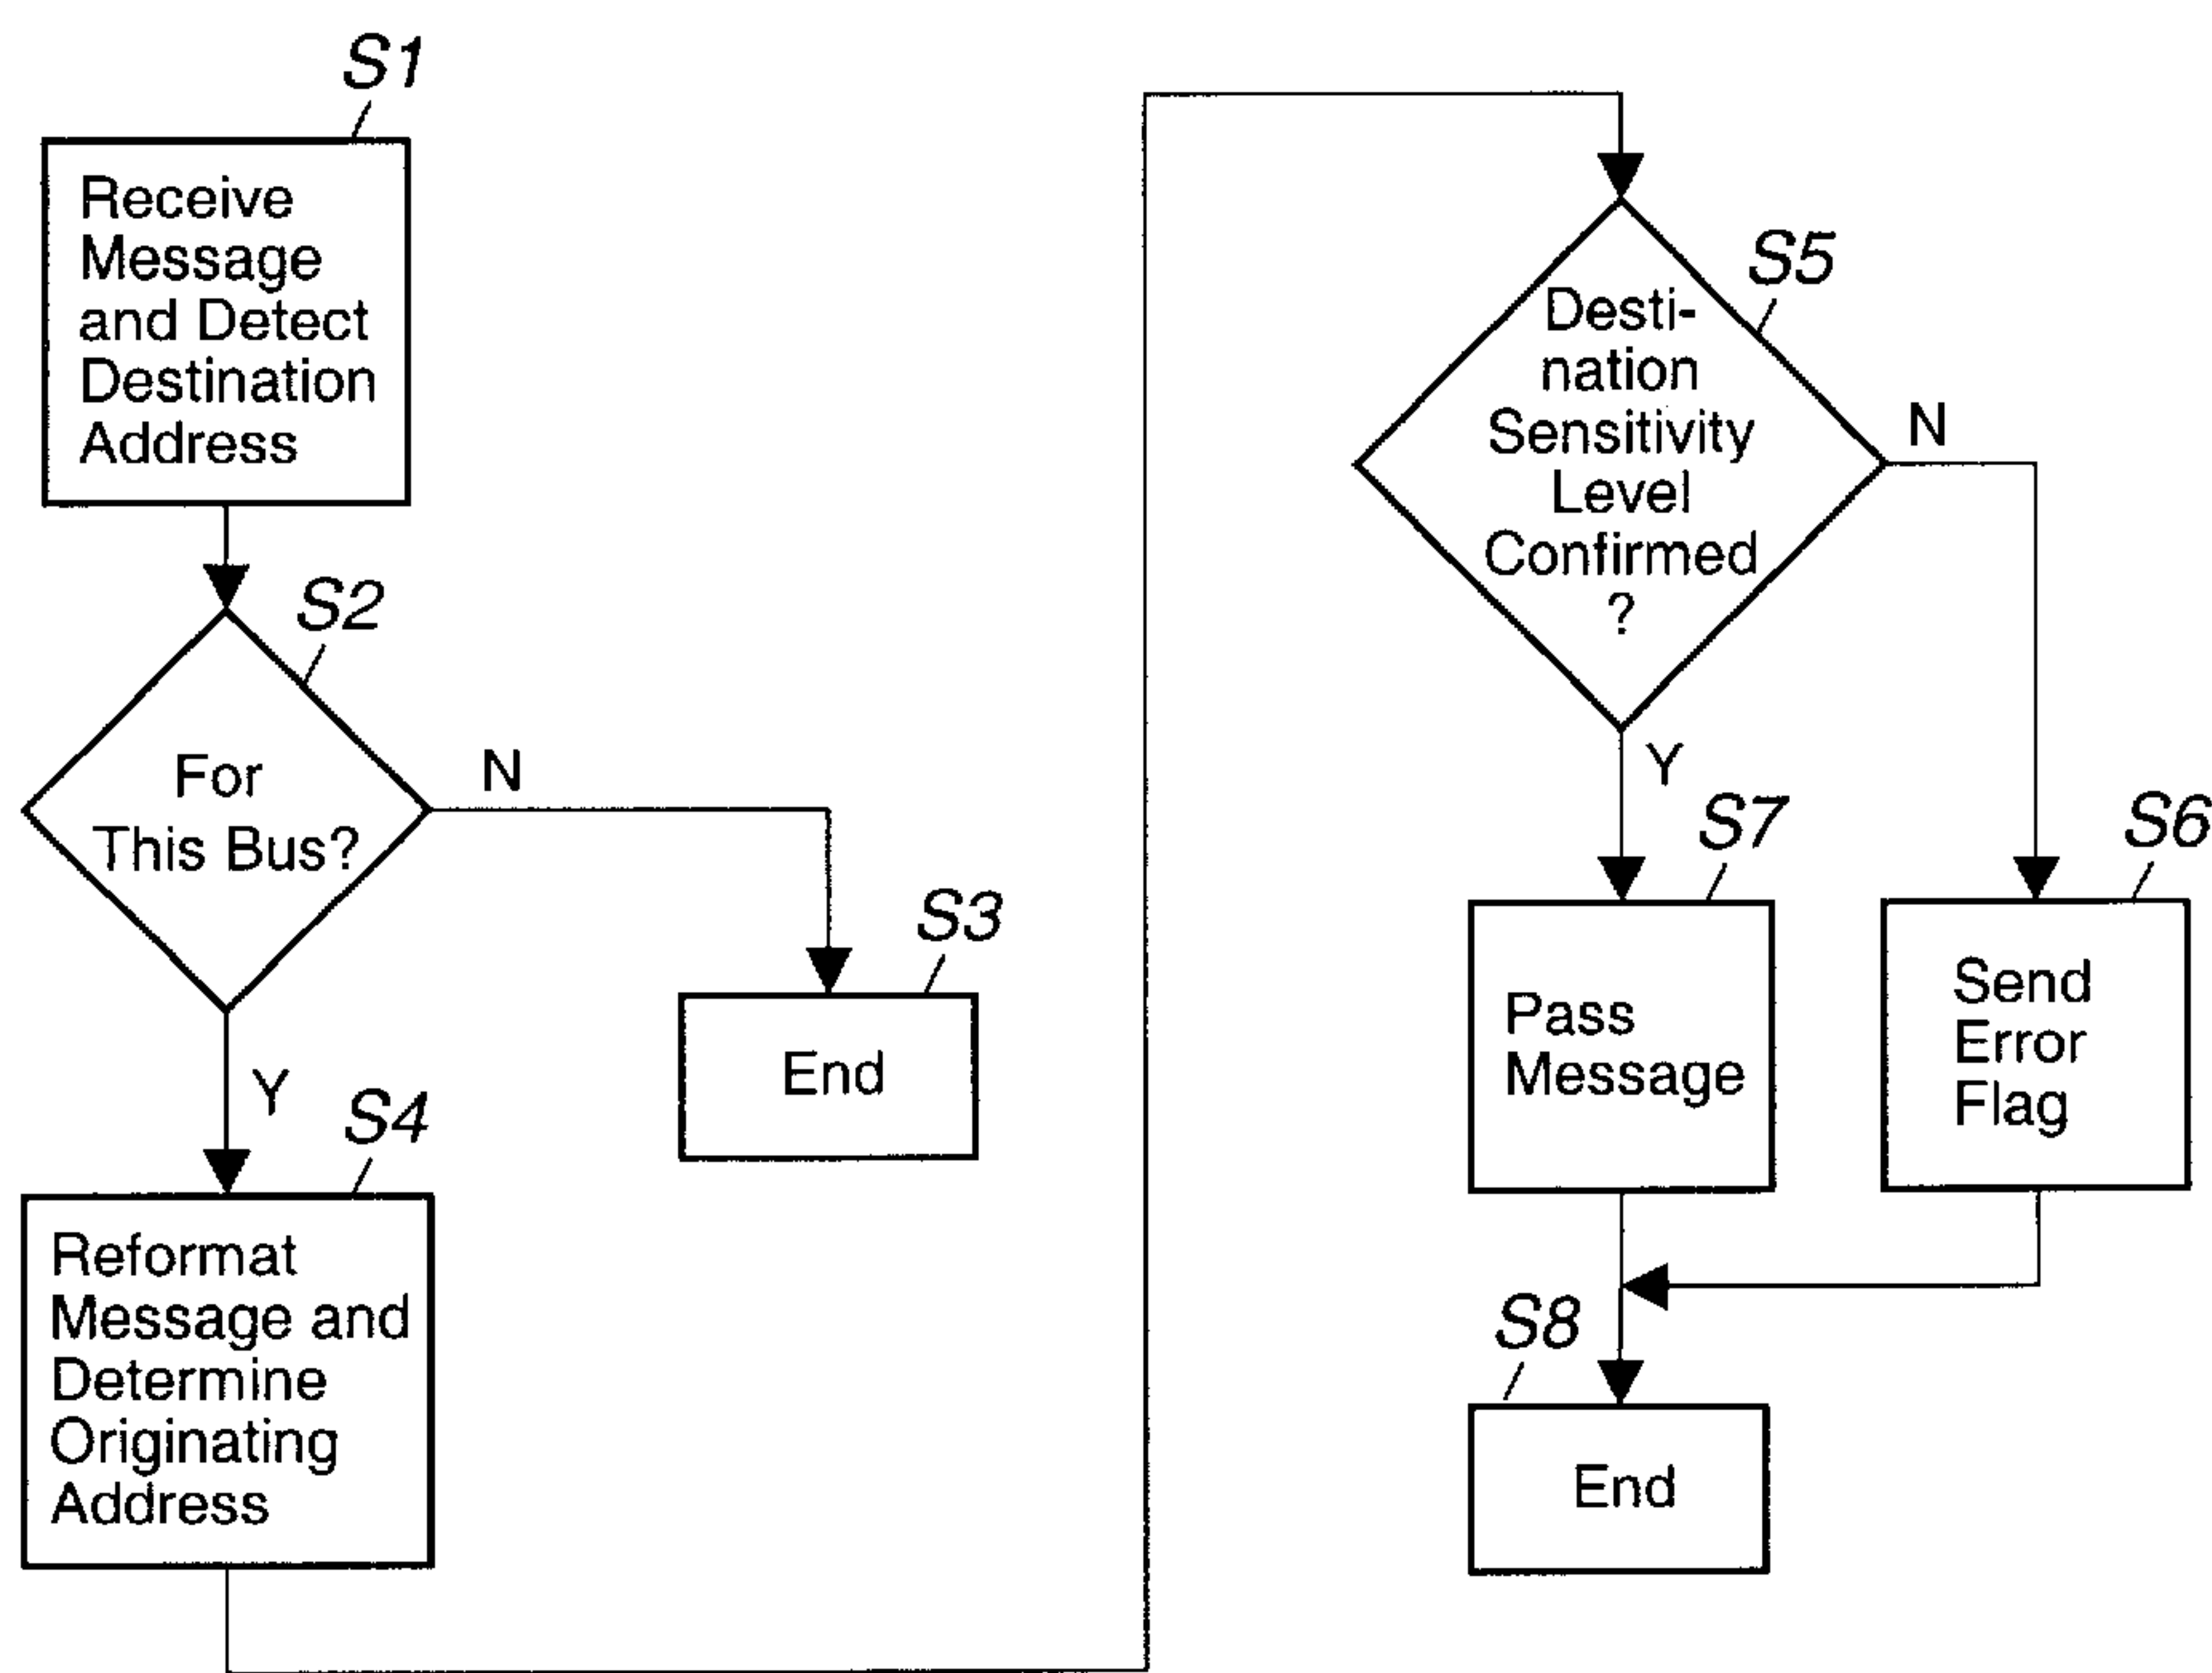 S1
Receive
Message
and Detect
Destination
Address
S2
For
This Bus?
N
Y
S3
End
S4
Reformat
Message and
Determine
Originating
Address
S5
Desti-
nation
Sensitivity
Level
Confirmed
?
N
Y
S7
Pass
Message
S6
Send
Error
Flag
S8
End